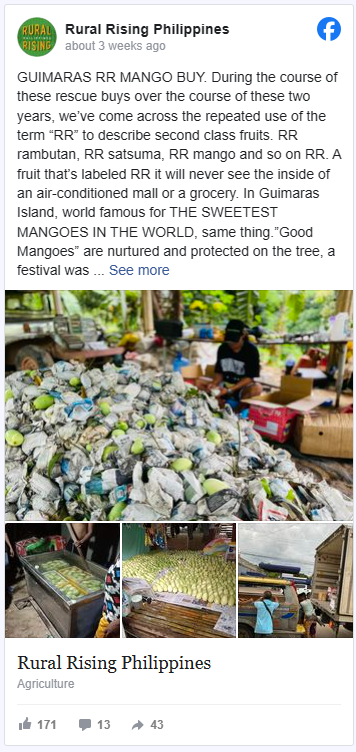 RURAL
PHILIPPINES
RISING
Rural Rising Philippines
about 3 weeks ago
GUIMARAS RR MANGO BUY. During the course of
these rescue buys over the course of these two
years, we've come across the repeated use of the
term “RR” to describe second class fruits. RR
rambutan, RR satsuma, RR mango and so on RR. A
fruit that's labeled RR it will never see the inside of
an air-conditioned mall or a grocery. In Guimaras
Island, world famous for THE SWEETEST
MANGOES IN THE WORLD, same thing.”Good
Mangoes” are nurtured and protected on the tree, a
festival was ... See more
Rural Rising Philippines
Agriculture
171
13
43